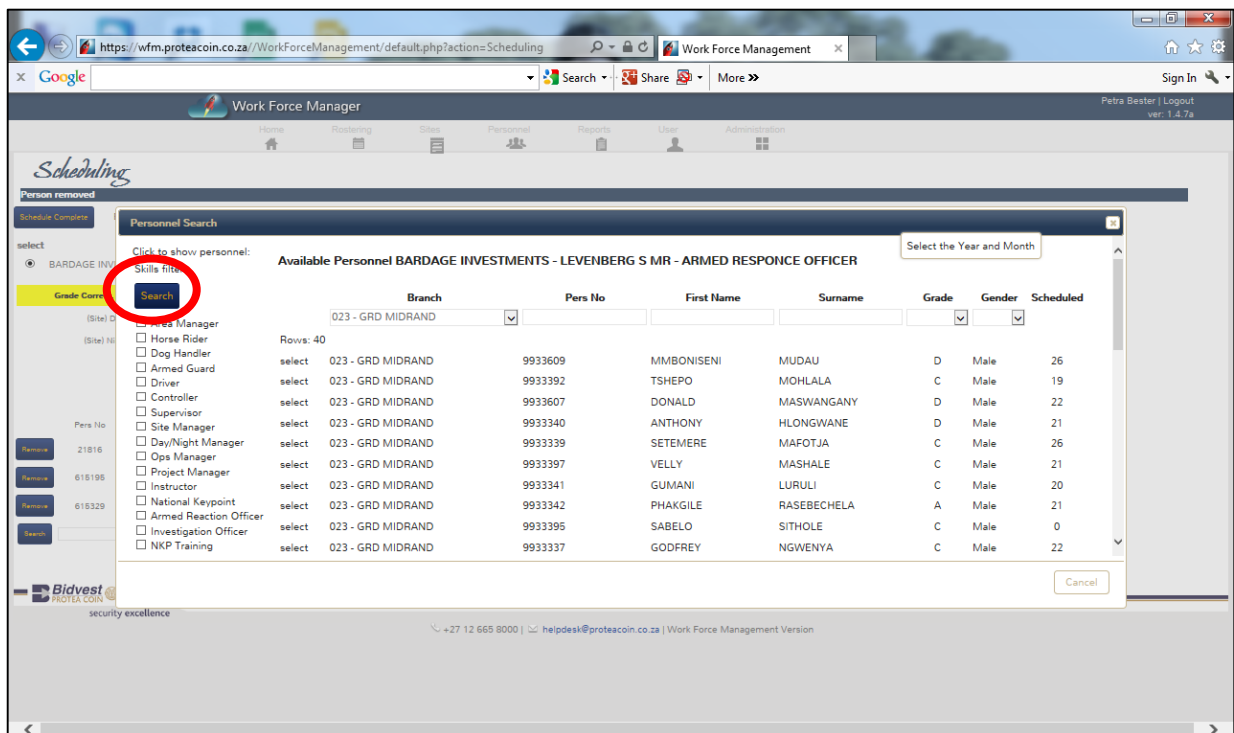 https://wfm.proteacoin.co.za//WorkForceManagement/default.php?action=Scheduling
Work Force Management
x Google
Search
Share
More >>
Sign In
Work Force Manager
Petra Bester | Logout
ver: 1.4.7a
Home Rostering Sites Personnel Reports User Administration
Scheduling
Person removed
Schedule Complete
Personnel Search
select
Click to show personnel:
Select the Year and Month
BARDAGE INV
Skills filte
Available Personnel BARDAGE INVESTMENTS - LEVENBERG S MR - ARMED RESPONCE OFFICER
Grade Corre
Search
Branch Pers No First Name Surname Grade Gender Scheduled
(Site) D
023 - GRD MIDRAND
Area Manager
(Site) Ni
Horse Rider
Rows: 40
Dog Handler
select 023 - GRD MIDRAND 9933609 MMBONISENI MUDAU D Male 26
Armed Guard
Driver
select 023 - GRD MIDRAND 9933392 TSHEPO MOHLALA C Male 19
Controller
select 023 - GRD MIDRAND 9933607 DONALD MASWANGANY D Male 22
Supervisor
Pers No
Site Manager
select 023 - GRD MIDRAND 9933340 ANTHONY HLONGWANE D Male 21
Day/Night Manager
Remove 21816
select 023 - GRD MIDRAND 9933339 SETEMERE MAFOTJA C Male 26
Ops Manager
Project Manager
select 023 - GRD MIDRAND 9933397 VELLY MASHALE C Male 21
Remove 615195
Instructor
select 023 - GRD MIDRAND 9933341 GUMANI LURULI C Male 20
National Keypoint
Remove 615329
select 023 - GRD MIDRAND 9933342 PHAKGILE RASEBECHELA A Male 21
Armed Reaction Officer
select 023 - GRD MIDRAND 9933395 SABELO SITHOLE C Male 0
Search
Investigation Officer
NKP Training
select 023 - GRD MIDRAND 9933337 GODFREY NGWENYA C Male 22
Cancel
Bidvest
PROTEA COIN
security excellence
+27 12 665 8000 | helpdesk@proteacoin.co.za | Work Force Management Version